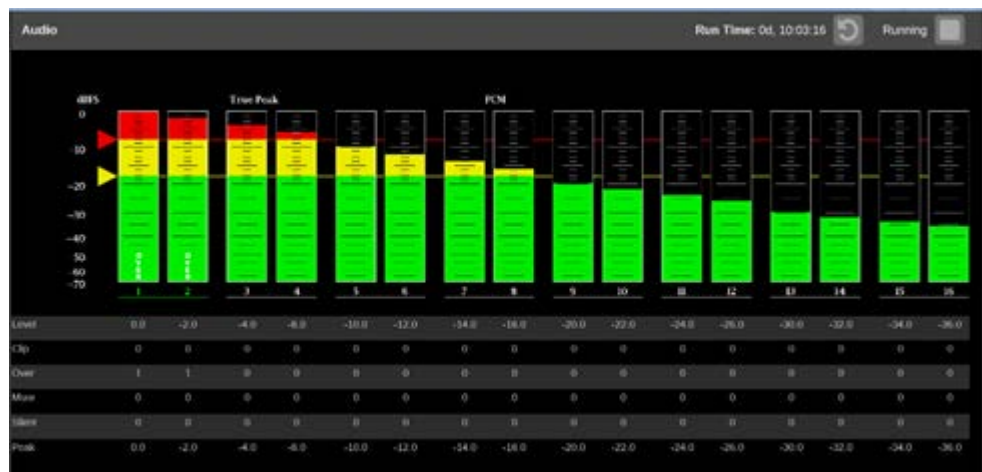 Audio Run Time: 0d, 10:03:16 Running
dBFS True Peak PCM
0
-10
-20
-30
-40
50
-60
-70
1 2 3 4 5 6 7 8 9 10 11 12 13 14 15 16
Level 0.0 -2.0 -4.0 -6.0 -10.0 -12.0 -14.0 -16.0 -20.0 -22.0 -24.0 -26.0 -30.0 -32.0 -34.0 -36.0
Clip 0 0 0 0 0 0 0 0 0 0 0 0 0 0 0 0
Over 1 1 0 0 0 0 0 0 0 0 0 0 0 0 0 0
Mute 0 0 0 0 0 0 0 0 0 0 0 0 0 0 0 0
Silent 0 0 0 0 0 0 0 0 0 0 0 0 0 0 0 0
Peak 0.0 -2.0 -4.0 -6.0 -10.0 -12.0 -14.0 -16.0 -20.0 -22.0 -24.0 -26.0 -30.0 -32.0 -34.0 -36.0